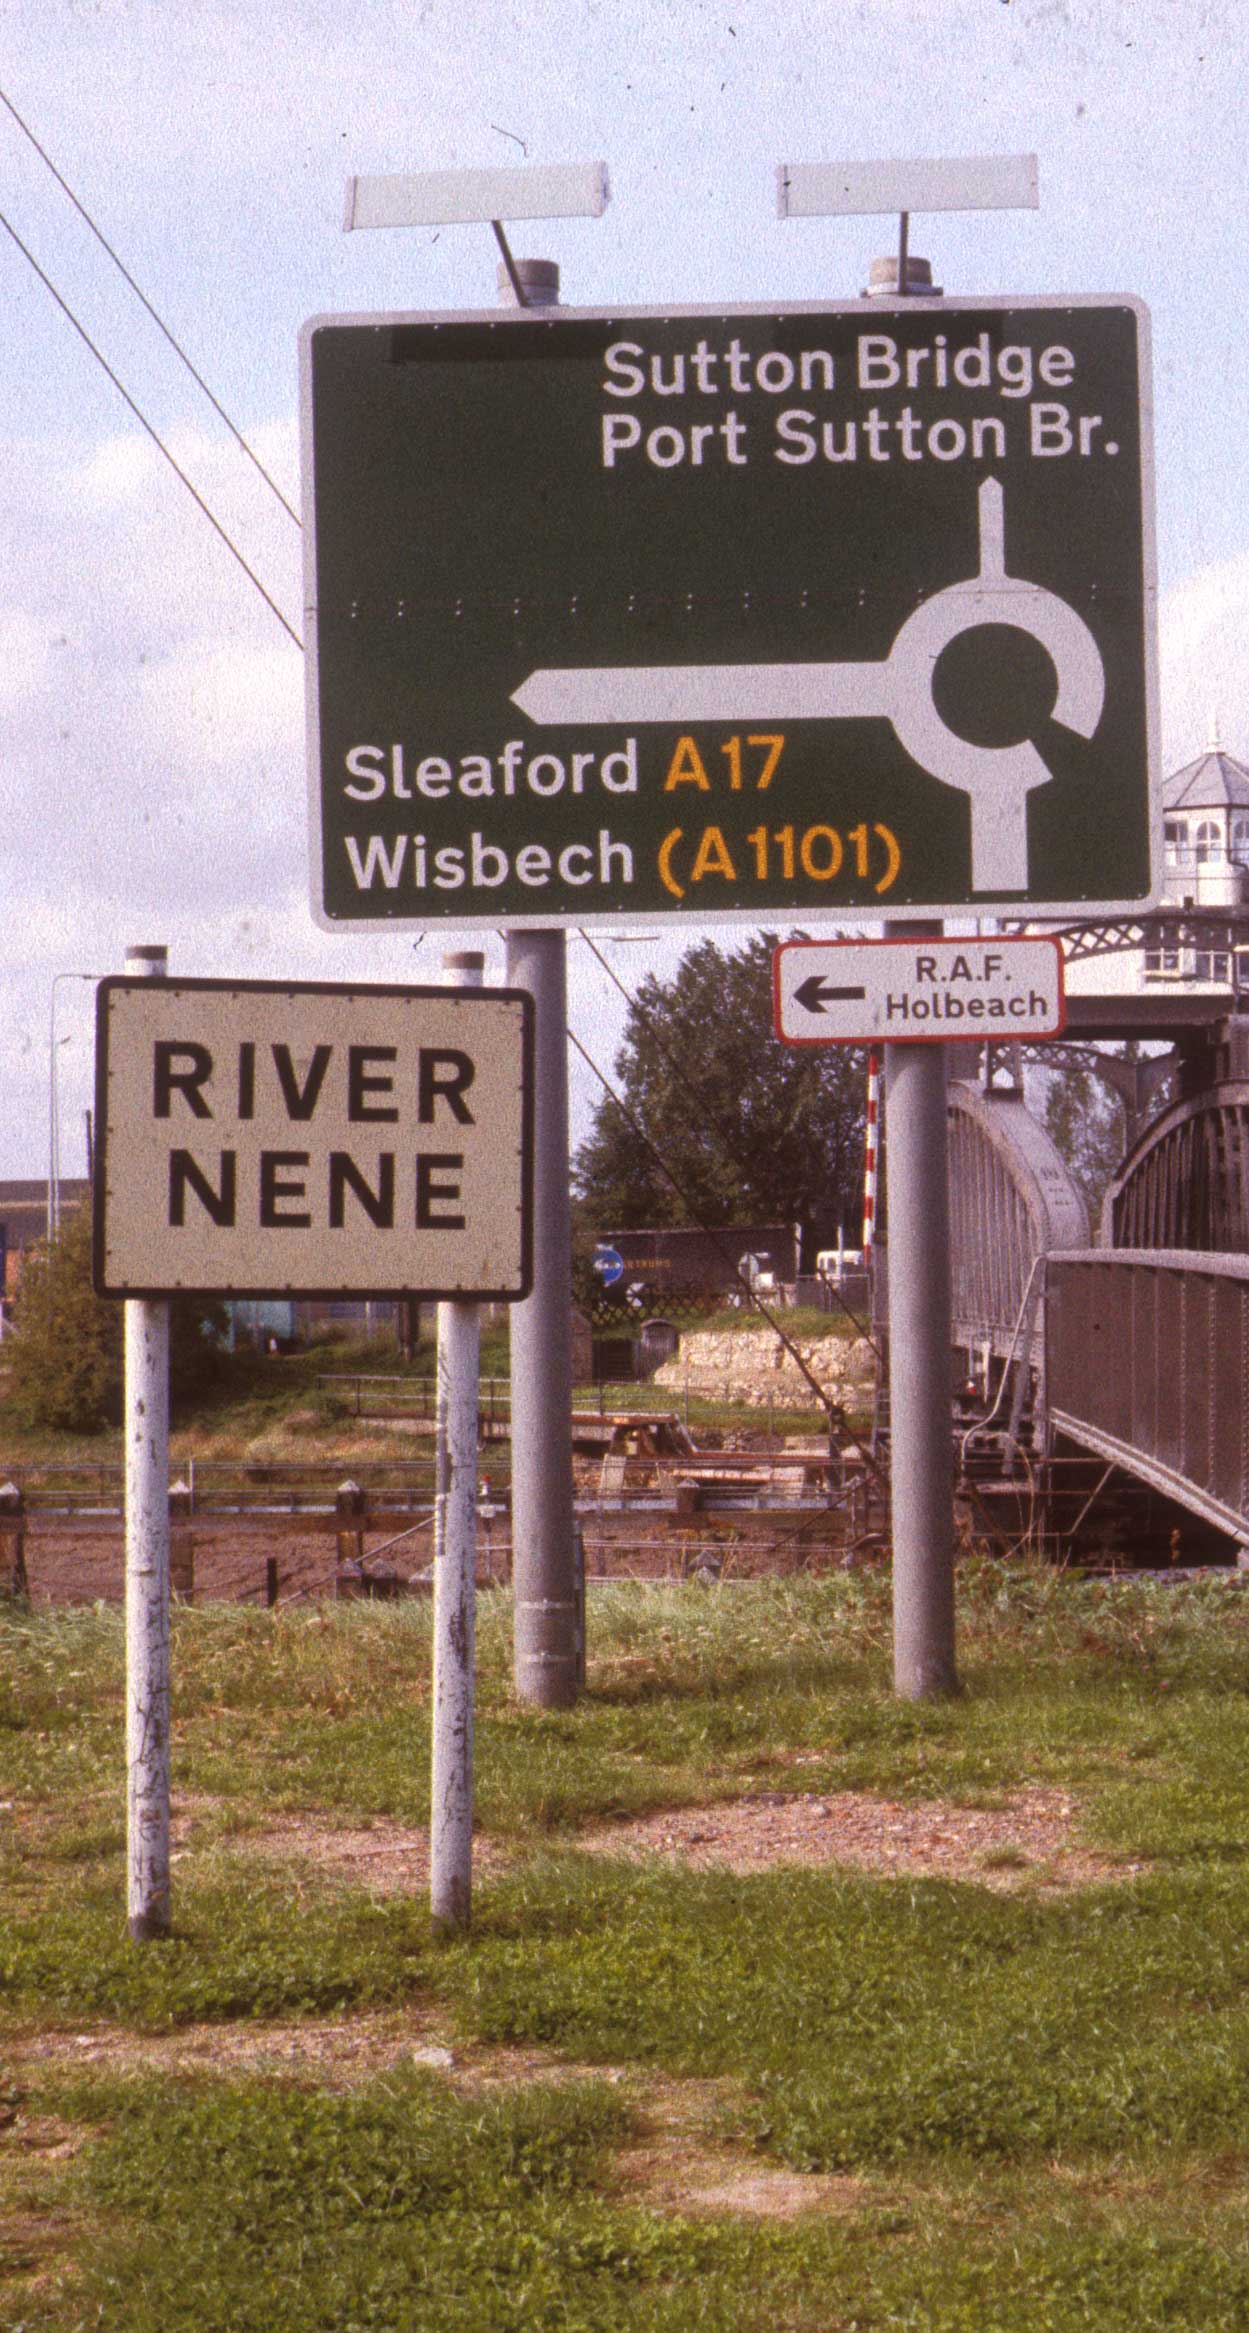 Sutton Bridge
Port Sutton Br.
Sleaford A17
Wisbech (A1101)
R.A.F.
Holbeach
RIVER
NENE